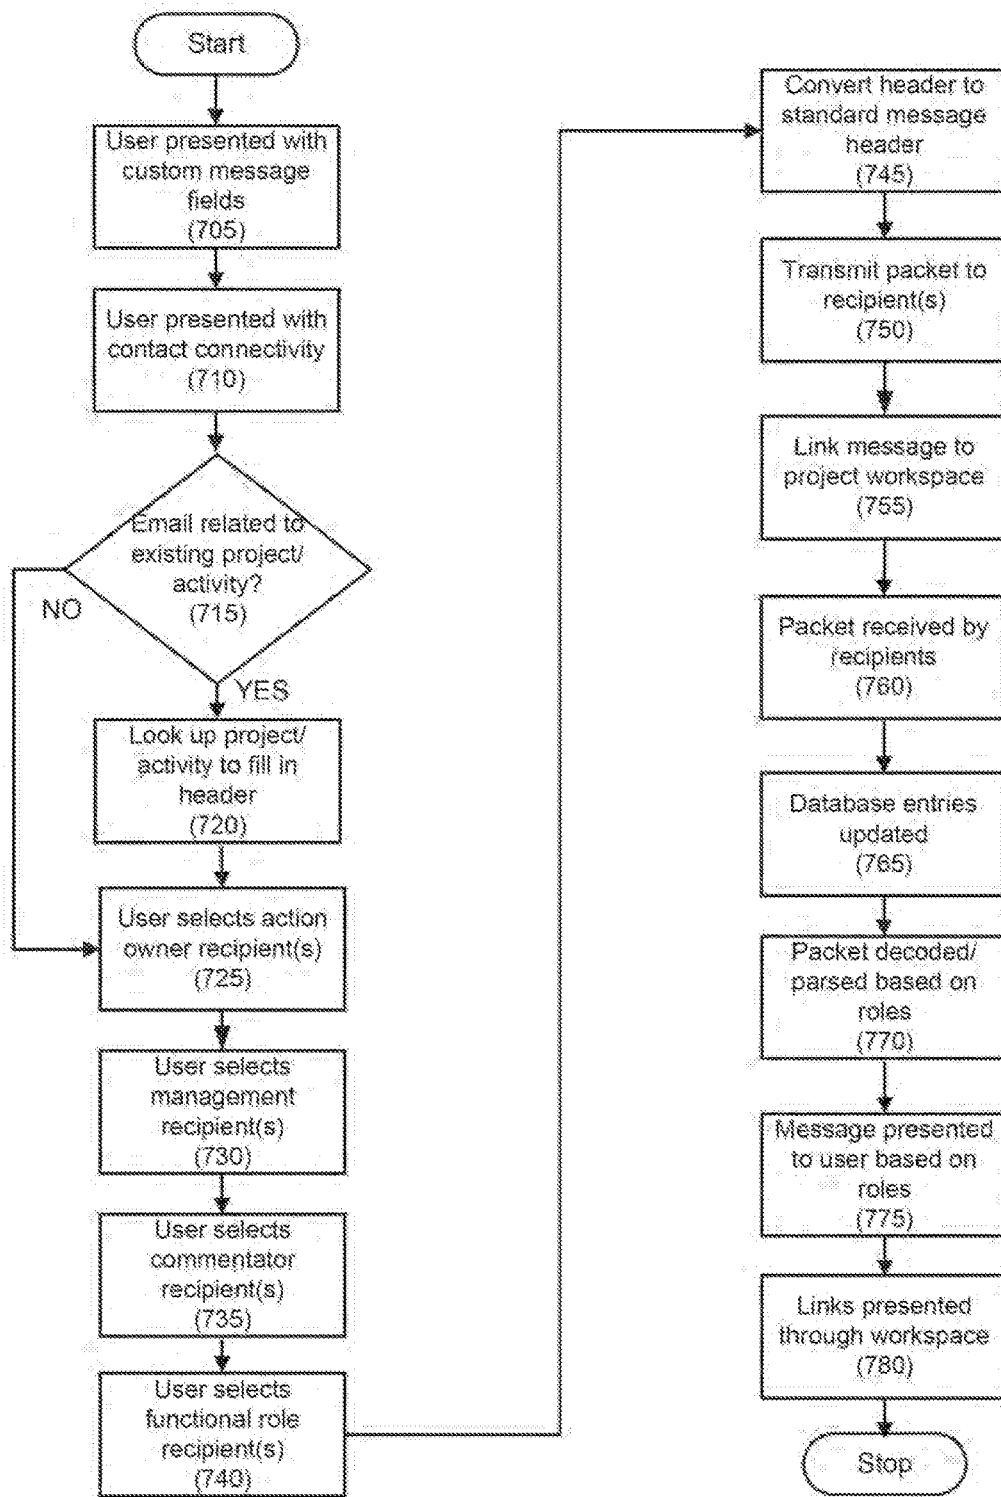 Start
User presented with
custom message
fields
(705)
User presented with
contact connectivity
(710)
Email related to
existing project/
activity?
(715)
NO
YES
Look up project/
activity to fill in
header
(720)
User selects action
owner recipient(s)
(725)
User selects
management
recipient(s)
(730)
User selects
commentator
recipient(s)
(735)
User selects
functional role
recipient(s)
(740)
Convert header to
standard message
header
(745)
Transmit packet to
recipient(s)
(750)
Link message to
project workspace
(755)
Packet received by
recipients
(760)
Database entries
updated
(765)
Packet decoded/
parsed based on
roles
(770)
Message presented
to user based on
roles
(775)
Links presented
through workspace
(780)
Stop